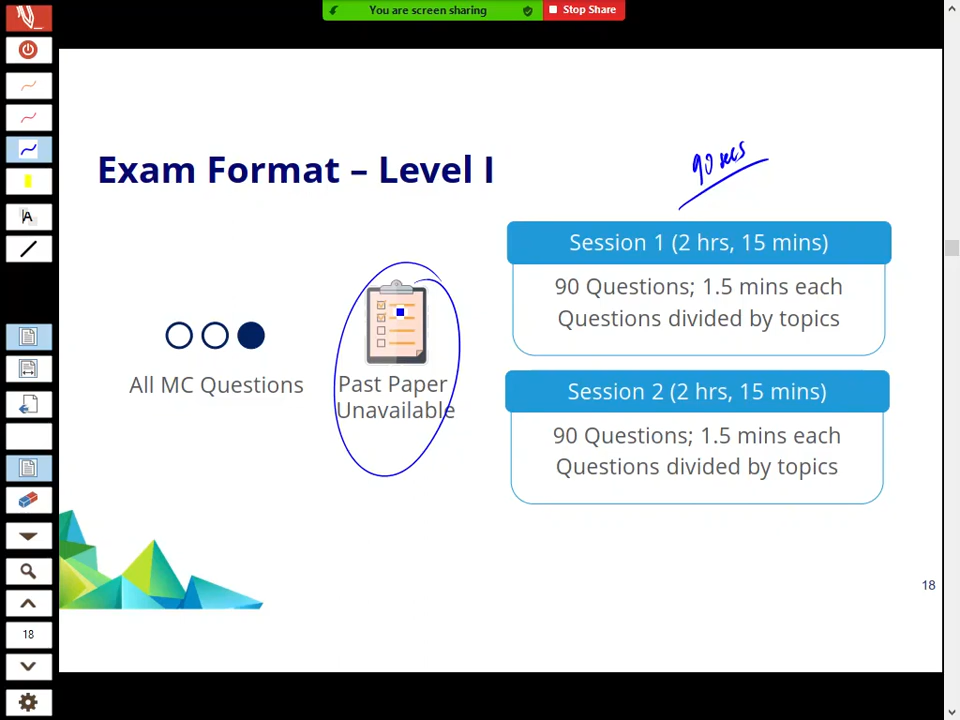 You are screen sharing
Stop Share
Exam Format – Level I
90 secs
Session 1 (2 hrs, 15 mins)
90 Questions; 1.5 mins each
Questions divided by topics
All MC Questions
Past Paper
Unavailable
Session 2 (2 hrs, 15 mins)
90 Questions; 1.5 mins each
Questions divided by topics
18
A
18